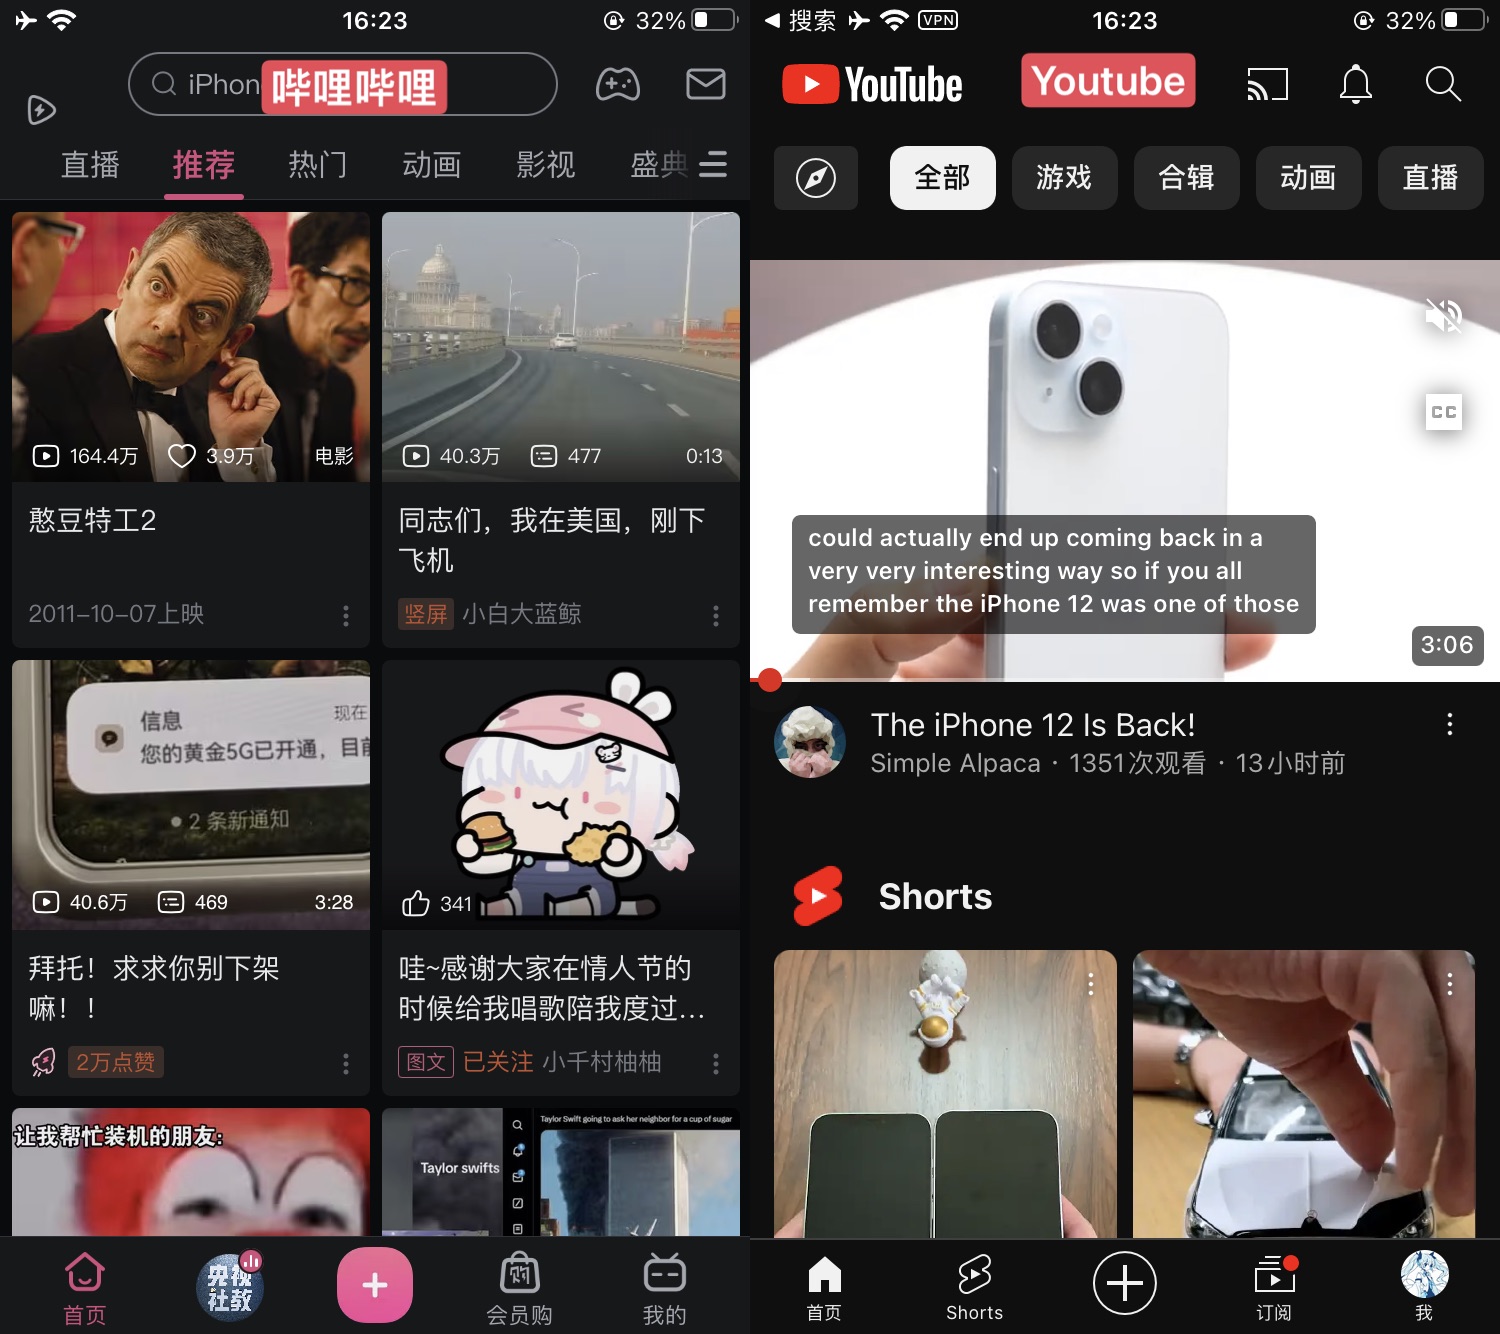 16:23
32%
iPhon
哔哩哔哩
直播
推荐
热门
动画
影视
盛典
164.4万
3.9万
电影
憨豆特工2
2011-10-07上映
40.3万
477
0:13
同志们，我在美国，刚下
飞机
竖屏
小白大蓝鲸
信息
现在
您的黄金5G已开通，目前
2 条新通知
40.6万
469
3:28
拜托！求求你别下架
嘛！！
2万点赞
341
哇~感谢大家在情人节的
时候给我唱歌陪我度过...
图文
已关注 小千村柚柚
让我帮忙装机的朋友:
Taylor swifts
Taylor Swift going to ask her neighbor for a cup of sugar
首页
央视
社教
会员购
我的
搜索
VPN
16:23
32%
YouTube
Youtube
全部
游戏
合辑
动画
直播
CC
could actually end up coming back in a
very very interesting way so if you all
remember the iPhone 12 was one of those
3:06
The iPhone 12 Is Back!
Simple Alpaca · 1351次观看 · 13小时前
Shorts
首页
Shorts
订阅
我